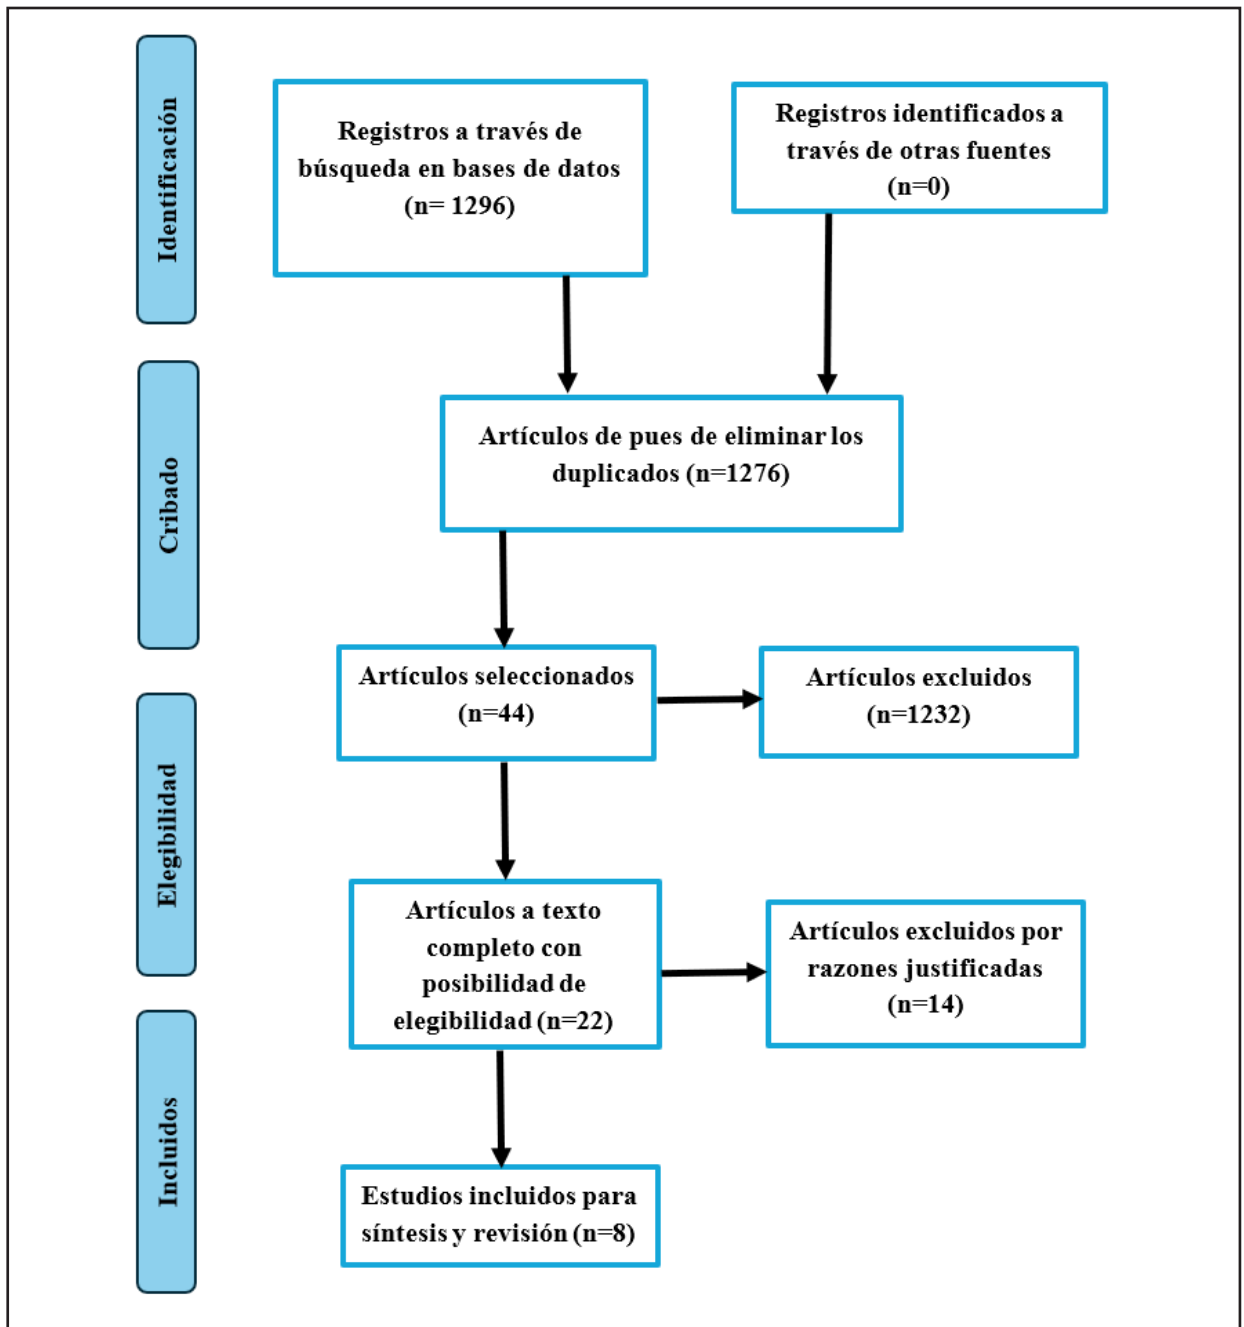 Identificación
Registros a través de
búsqueda en bases de datos
(n= 1296)
Registros identificados a
través de otras fuentes
(n=0)
Cribado
Artículos de pues de eliminar los
duplicados (n=1276)
Artículos seleccionados
(n=44)
Artículos excluidos
(n=1232)
Elegibilidad
Artículos a texto
completo con
posibilidad de
elegibilidad (n=22)
Artículos excluidos por
razones justificadas
(n=14)
Incluidos
Estudios incluidos para
síntesis y revisión (n=8)